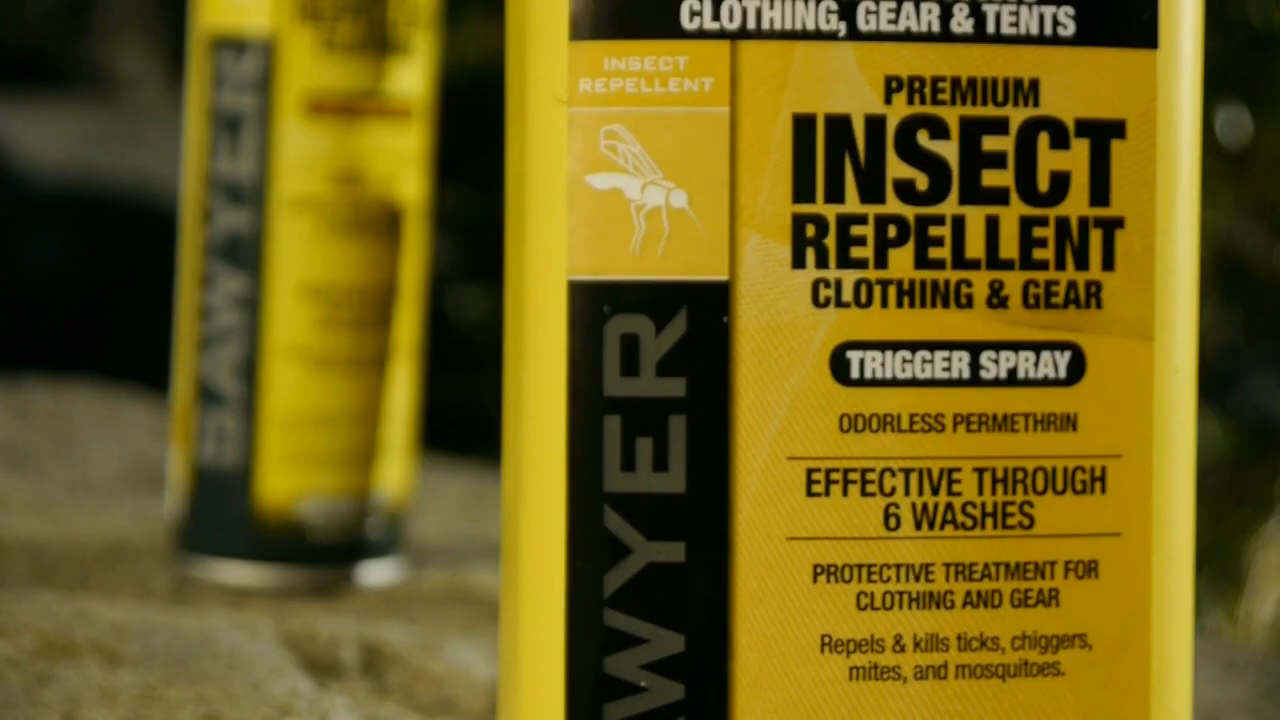 CLOTHING, GEAR & TENTS
INSECT
REPELLENT
PREMIUM
INSECT
REPELLENT
CLOTHING & GEAR
TRIGGER SPRAY
ODORLESS PERMETHRIN
EFFECTIVE THROUGH
6 WASHES
PROTECTIVE TREATMENT FOR
CLOTHING AND GEAR
Repels & kills ticks, chiggers,
mites, and mosquitoes.
WYER
SAWYER